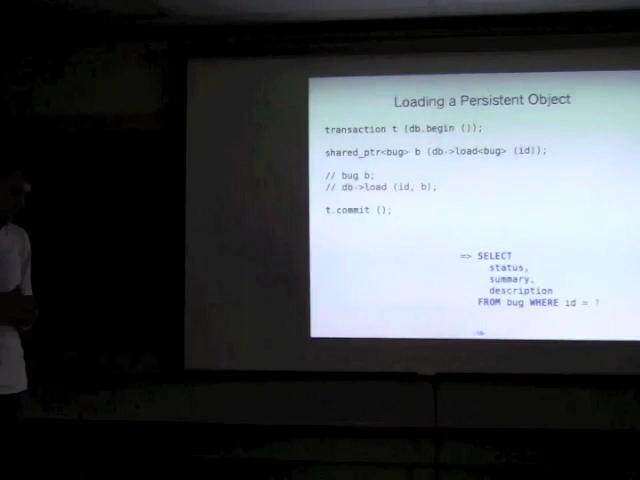 Loading a Persistent Object
transaction t (db.begin ());
shared_ptr<bug> b (db->load<bug> (id));
// bug b;
// db->load (id, b);
t.commit ();
=> SELECT
status,
summary,
description
FROM bug WHERE id = ?